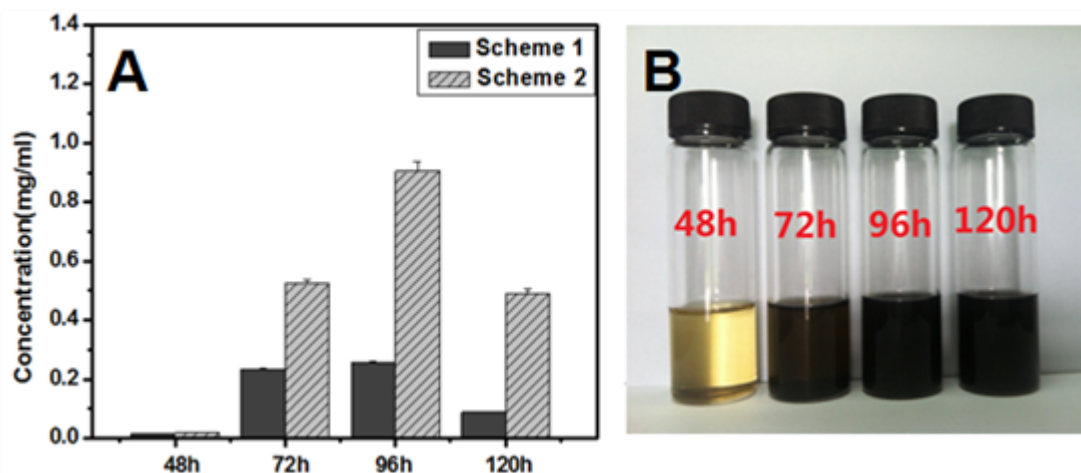 A
1.4
1.2
1.0
0.8
0.6
0.4
0.2
0.0
Concentration(mg/ml)
Scheme 1
Scheme 2
48h
72h
96h
120h
B
48h
72h
96h
120h